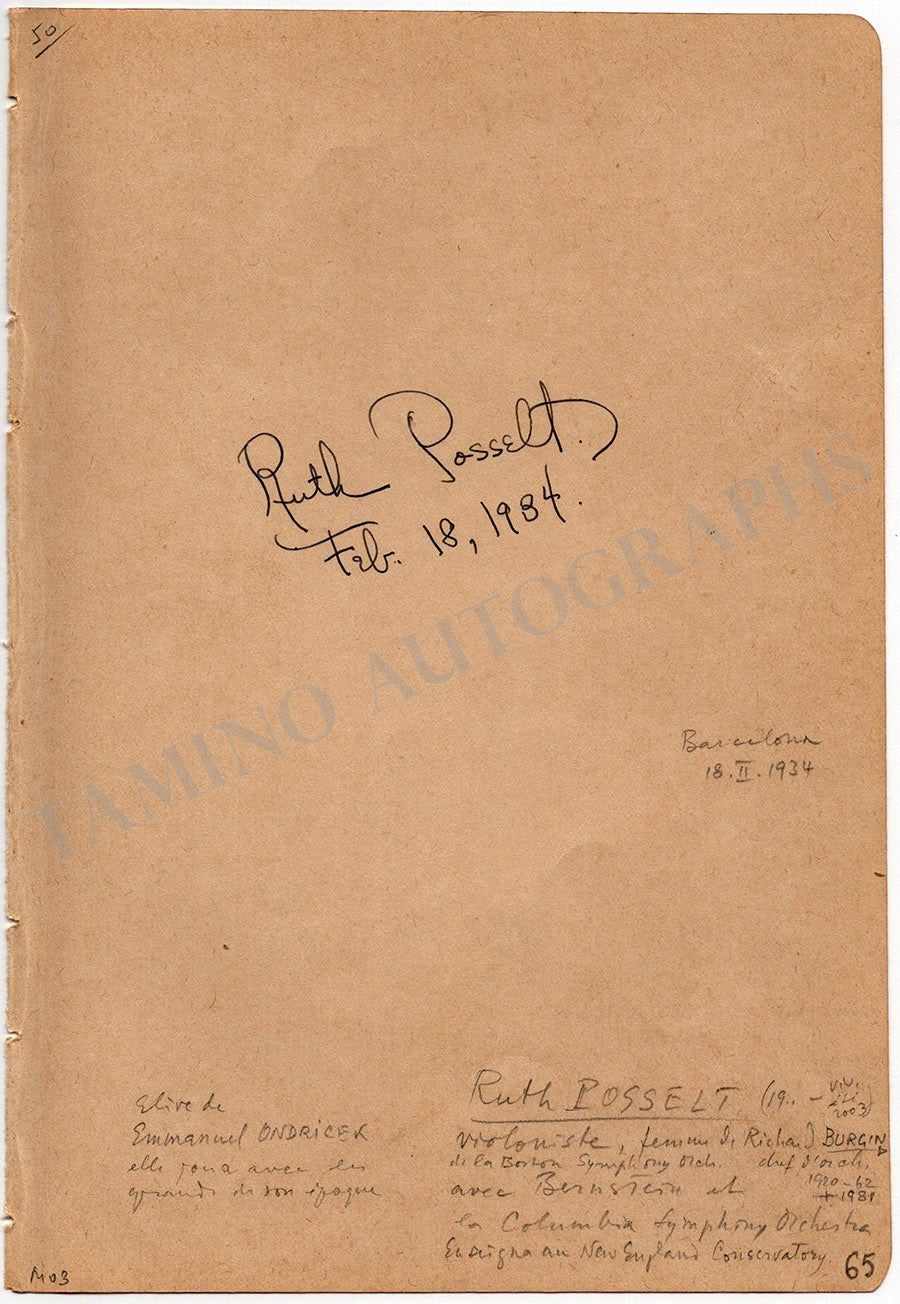 50/
Ruth Posselt.
Feb. 18, 1934.
TAMINO AUTOGRAPHS
Barcelona
18.II.1934
Elève de
Emmanuel ONDRICEK
elle joua avec les
grands de son époque
Ruth POSSELT (19.. – 2003)
violoniste, femme de Richard BURGIN
de la Boston Symphony Orch. chef d'orch.
1920-62
+1981
avec Bernstein et
la Columbia Symphony Orchestra
Enseigna au New England Conservatory.
65
M03